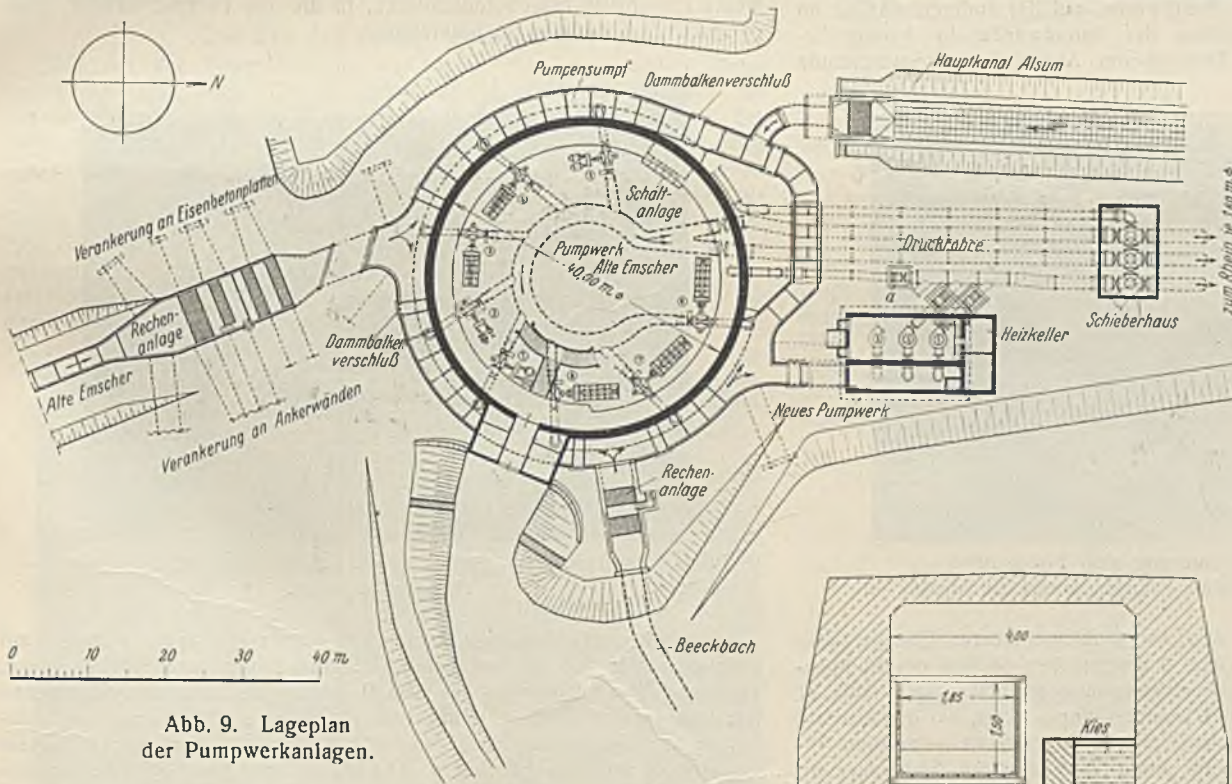 N
Pumpensumpf
Dammbalkenverschluß
Hauptkanal Alsum
Verankerung an Eisenbetonplatten
Schält-
anlage
Pumpwerk
Alte Emscher
40,00 m ⌀
Druckrohre
a
Schieberhaus
Rechen-
anlage
Alte Emscher
Dammbalken
verschluß
Verankerung an Ankerwänden
Heizkeller
Neues Pumpwerk
Rechen-
anlage
Beeckbach
0 10 20 30 40 m
Abb. 9. Lageplan
der Pumpwerkanlagen.
4,00
1,85
1,50
Kies